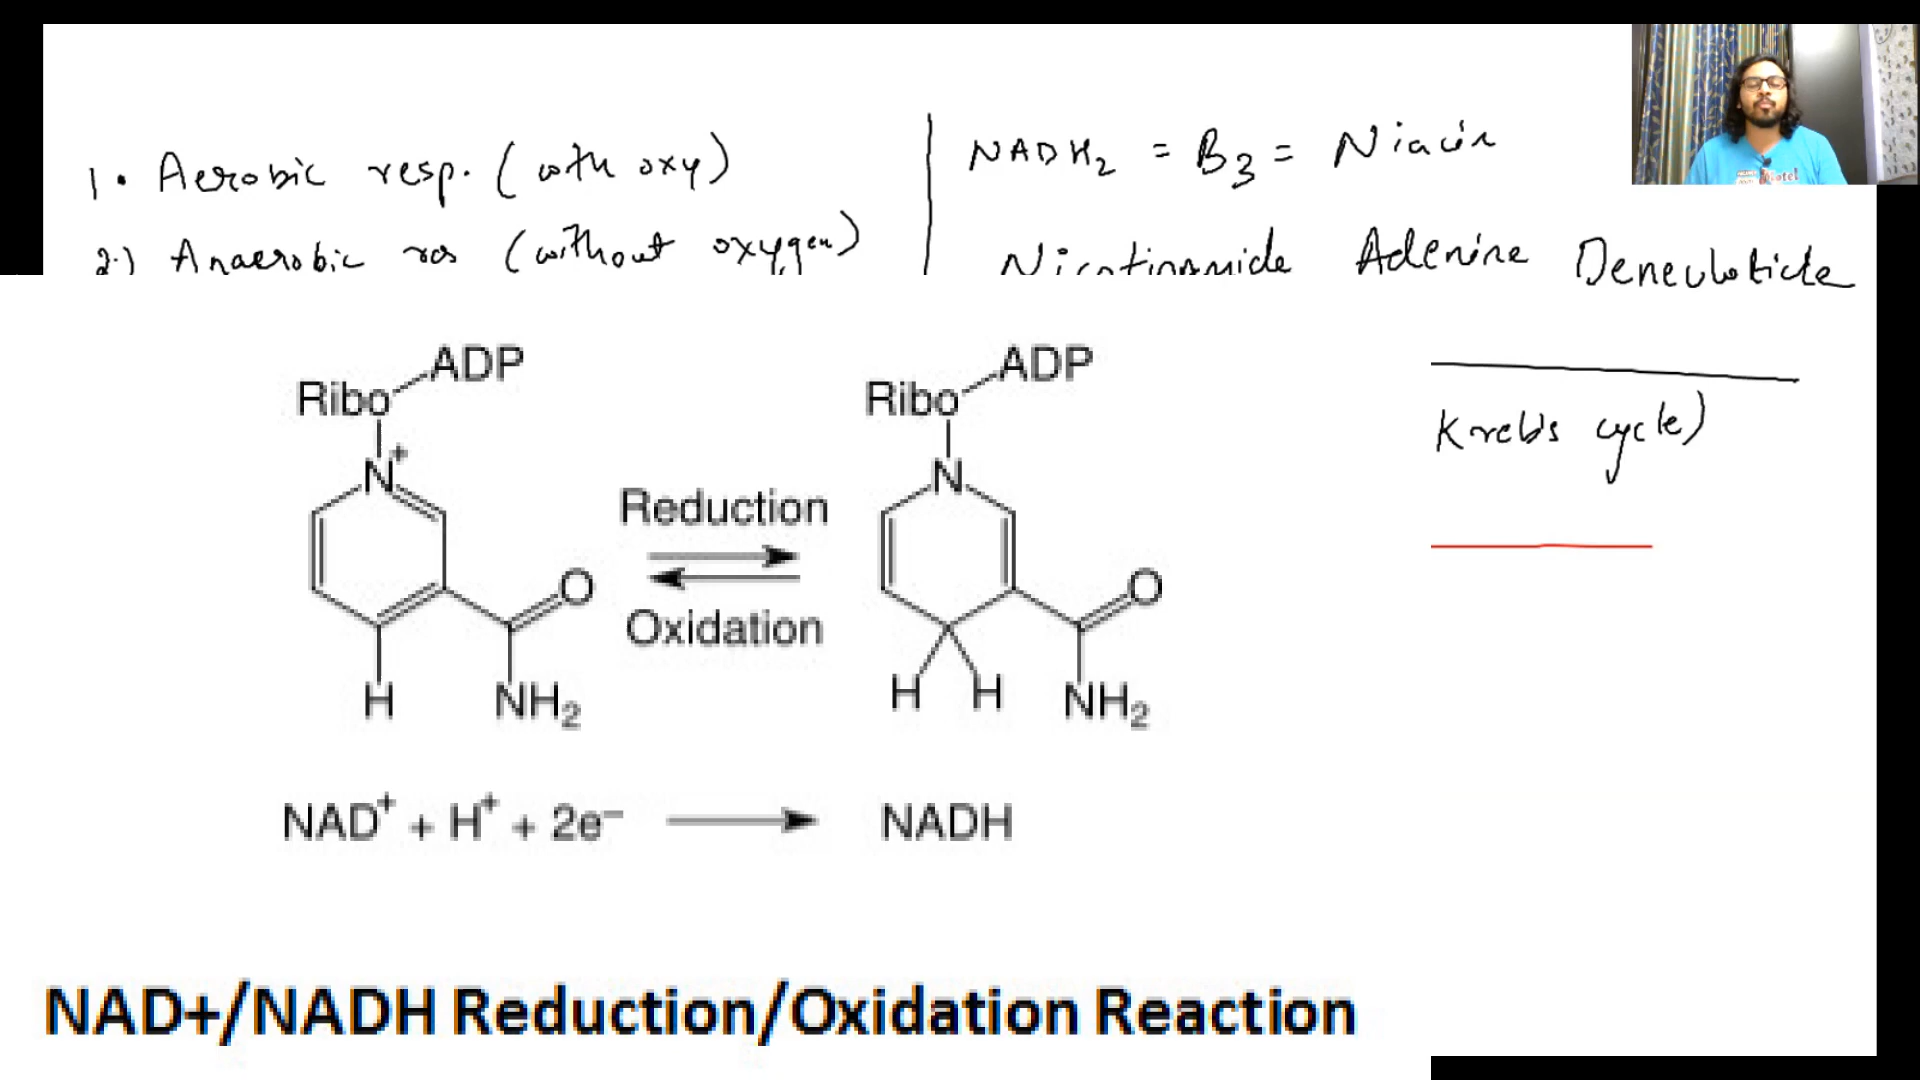 1. Aerobic resp. (with oxy)
2.) Anaerobic res (without oxygen)
NADH2 = B3 = Niacin
Nicotinamide Adenine Deneuloticle
Krebs cycle)
Ribo ADP
N+
O
H NH2
Reduction
Oxidation
Ribo ADP
N
O
H H NH2
NAD+ + H+ + 2e− ⟶ NADH
NAD+/NADH Reduction/Oxidation Reaction